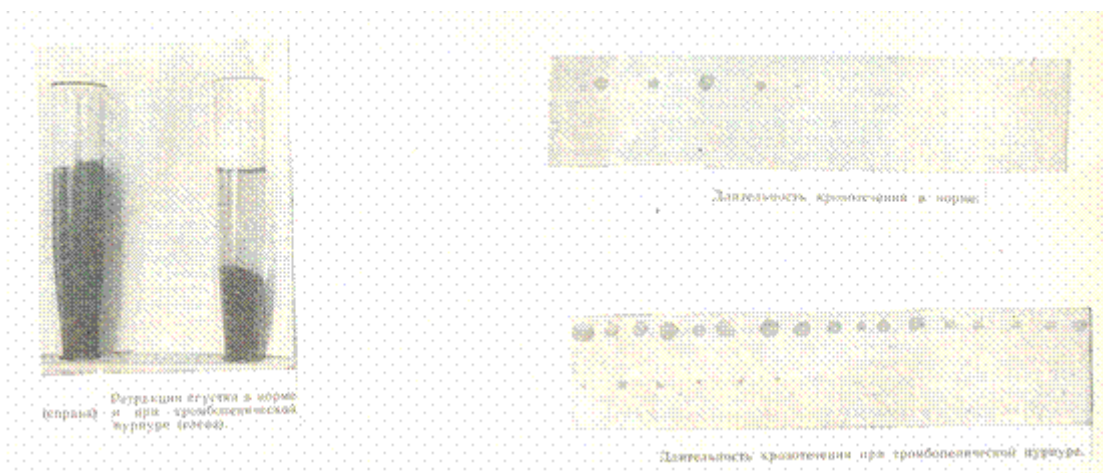 Ретракция сгустка в норме
(справа) и при тромбопенической
пурпуре (слева).
Длительность кровотечения в норме.
Длительность кровотечения при тромбопенической пурпуре.